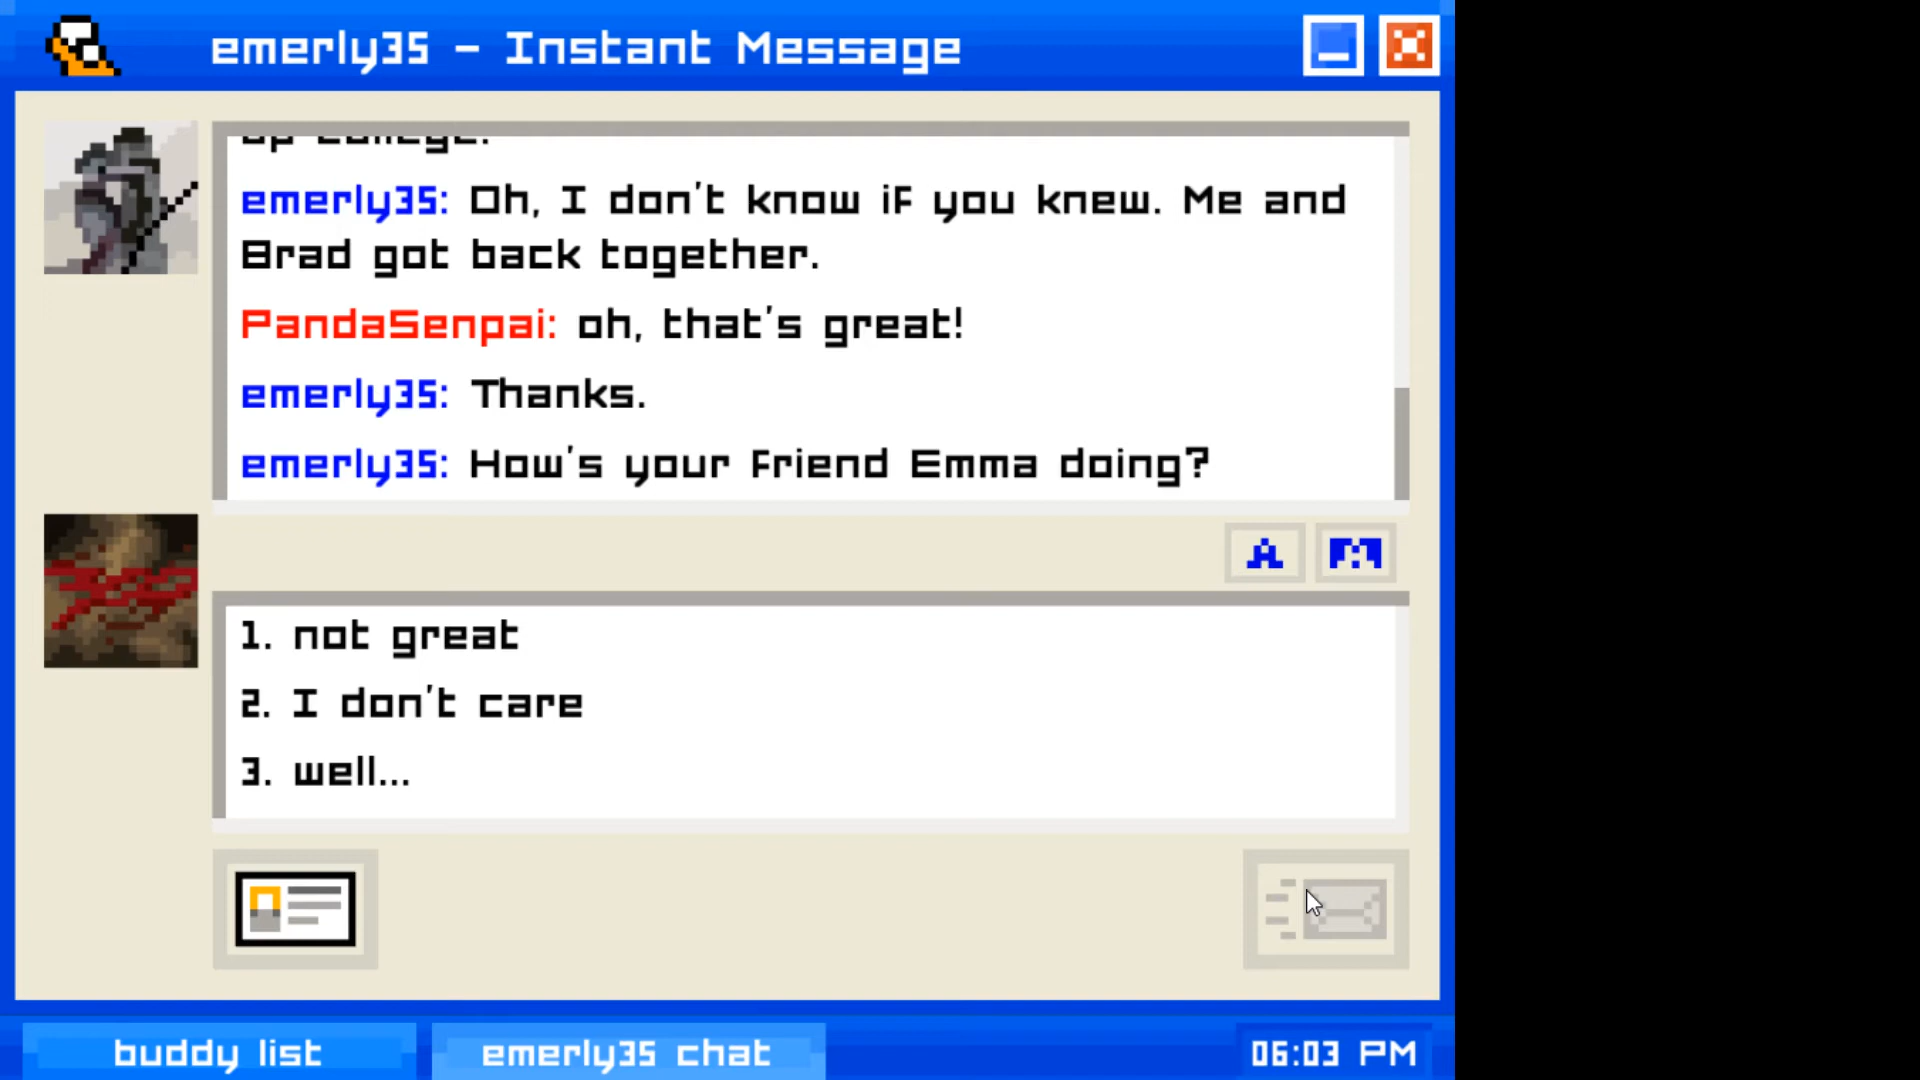 emerly35 - Instant Message
up college.
emerly35: Oh, I don't know if you knew. Me and
Brad got back together.
PandaSenpai: oh, that's great!
emerly35: Thanks.
emerly35: How's your friend Emma doing?
A
1. not great
2. I don't care
3. well...
buddy list
emerly35 chat
06:03 PM